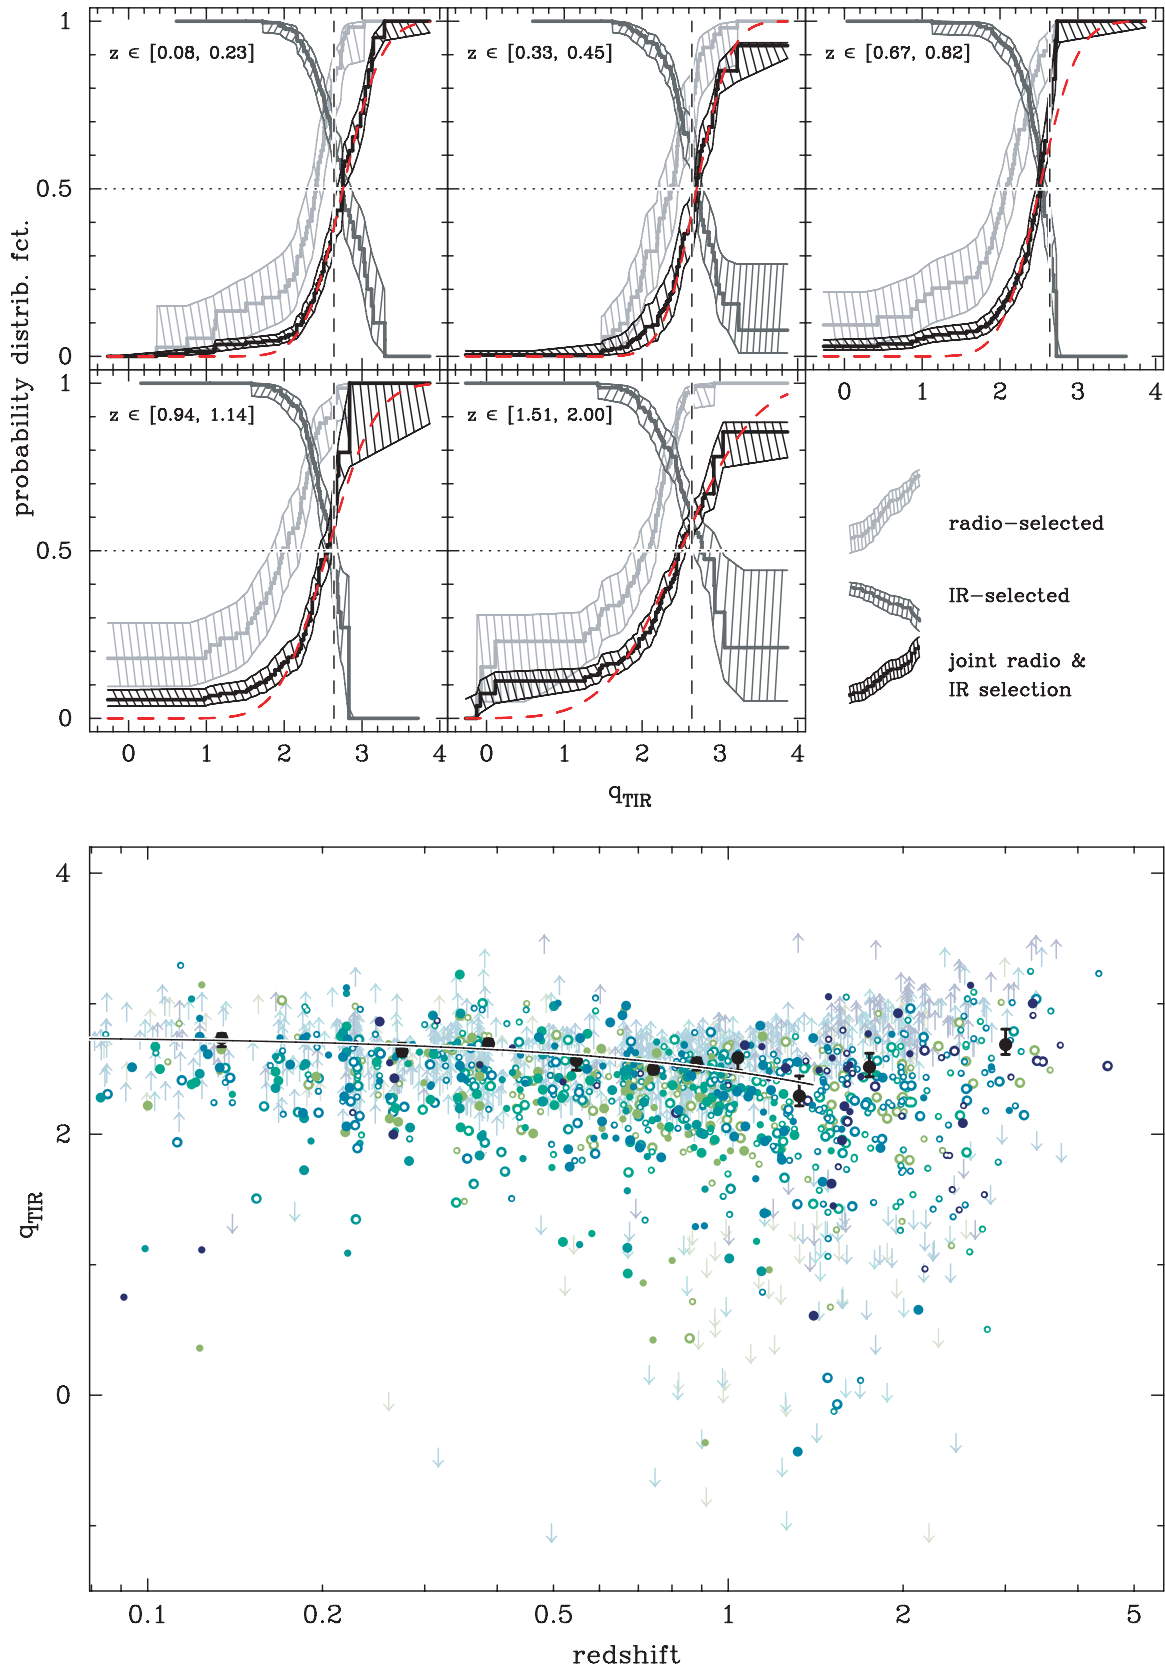 probability distrib. fct.
1
0.5
0
z ∈ [0.08, 0.23]
z ∈ [0.33, 0.45]
z ∈ [0.67, 0.82]
0 1 2 3 4
1
0.5
0
z ∈ [0.94, 1.14]
z ∈ [1.51, 2.00]
radio-selected
IR-selected
joint radio &
IR selection
0 1 2 3 4
0 1 2 3 4
qTIR
4
2
0
qTIR
0.1 0.2 0.5 1 2 5
redshift